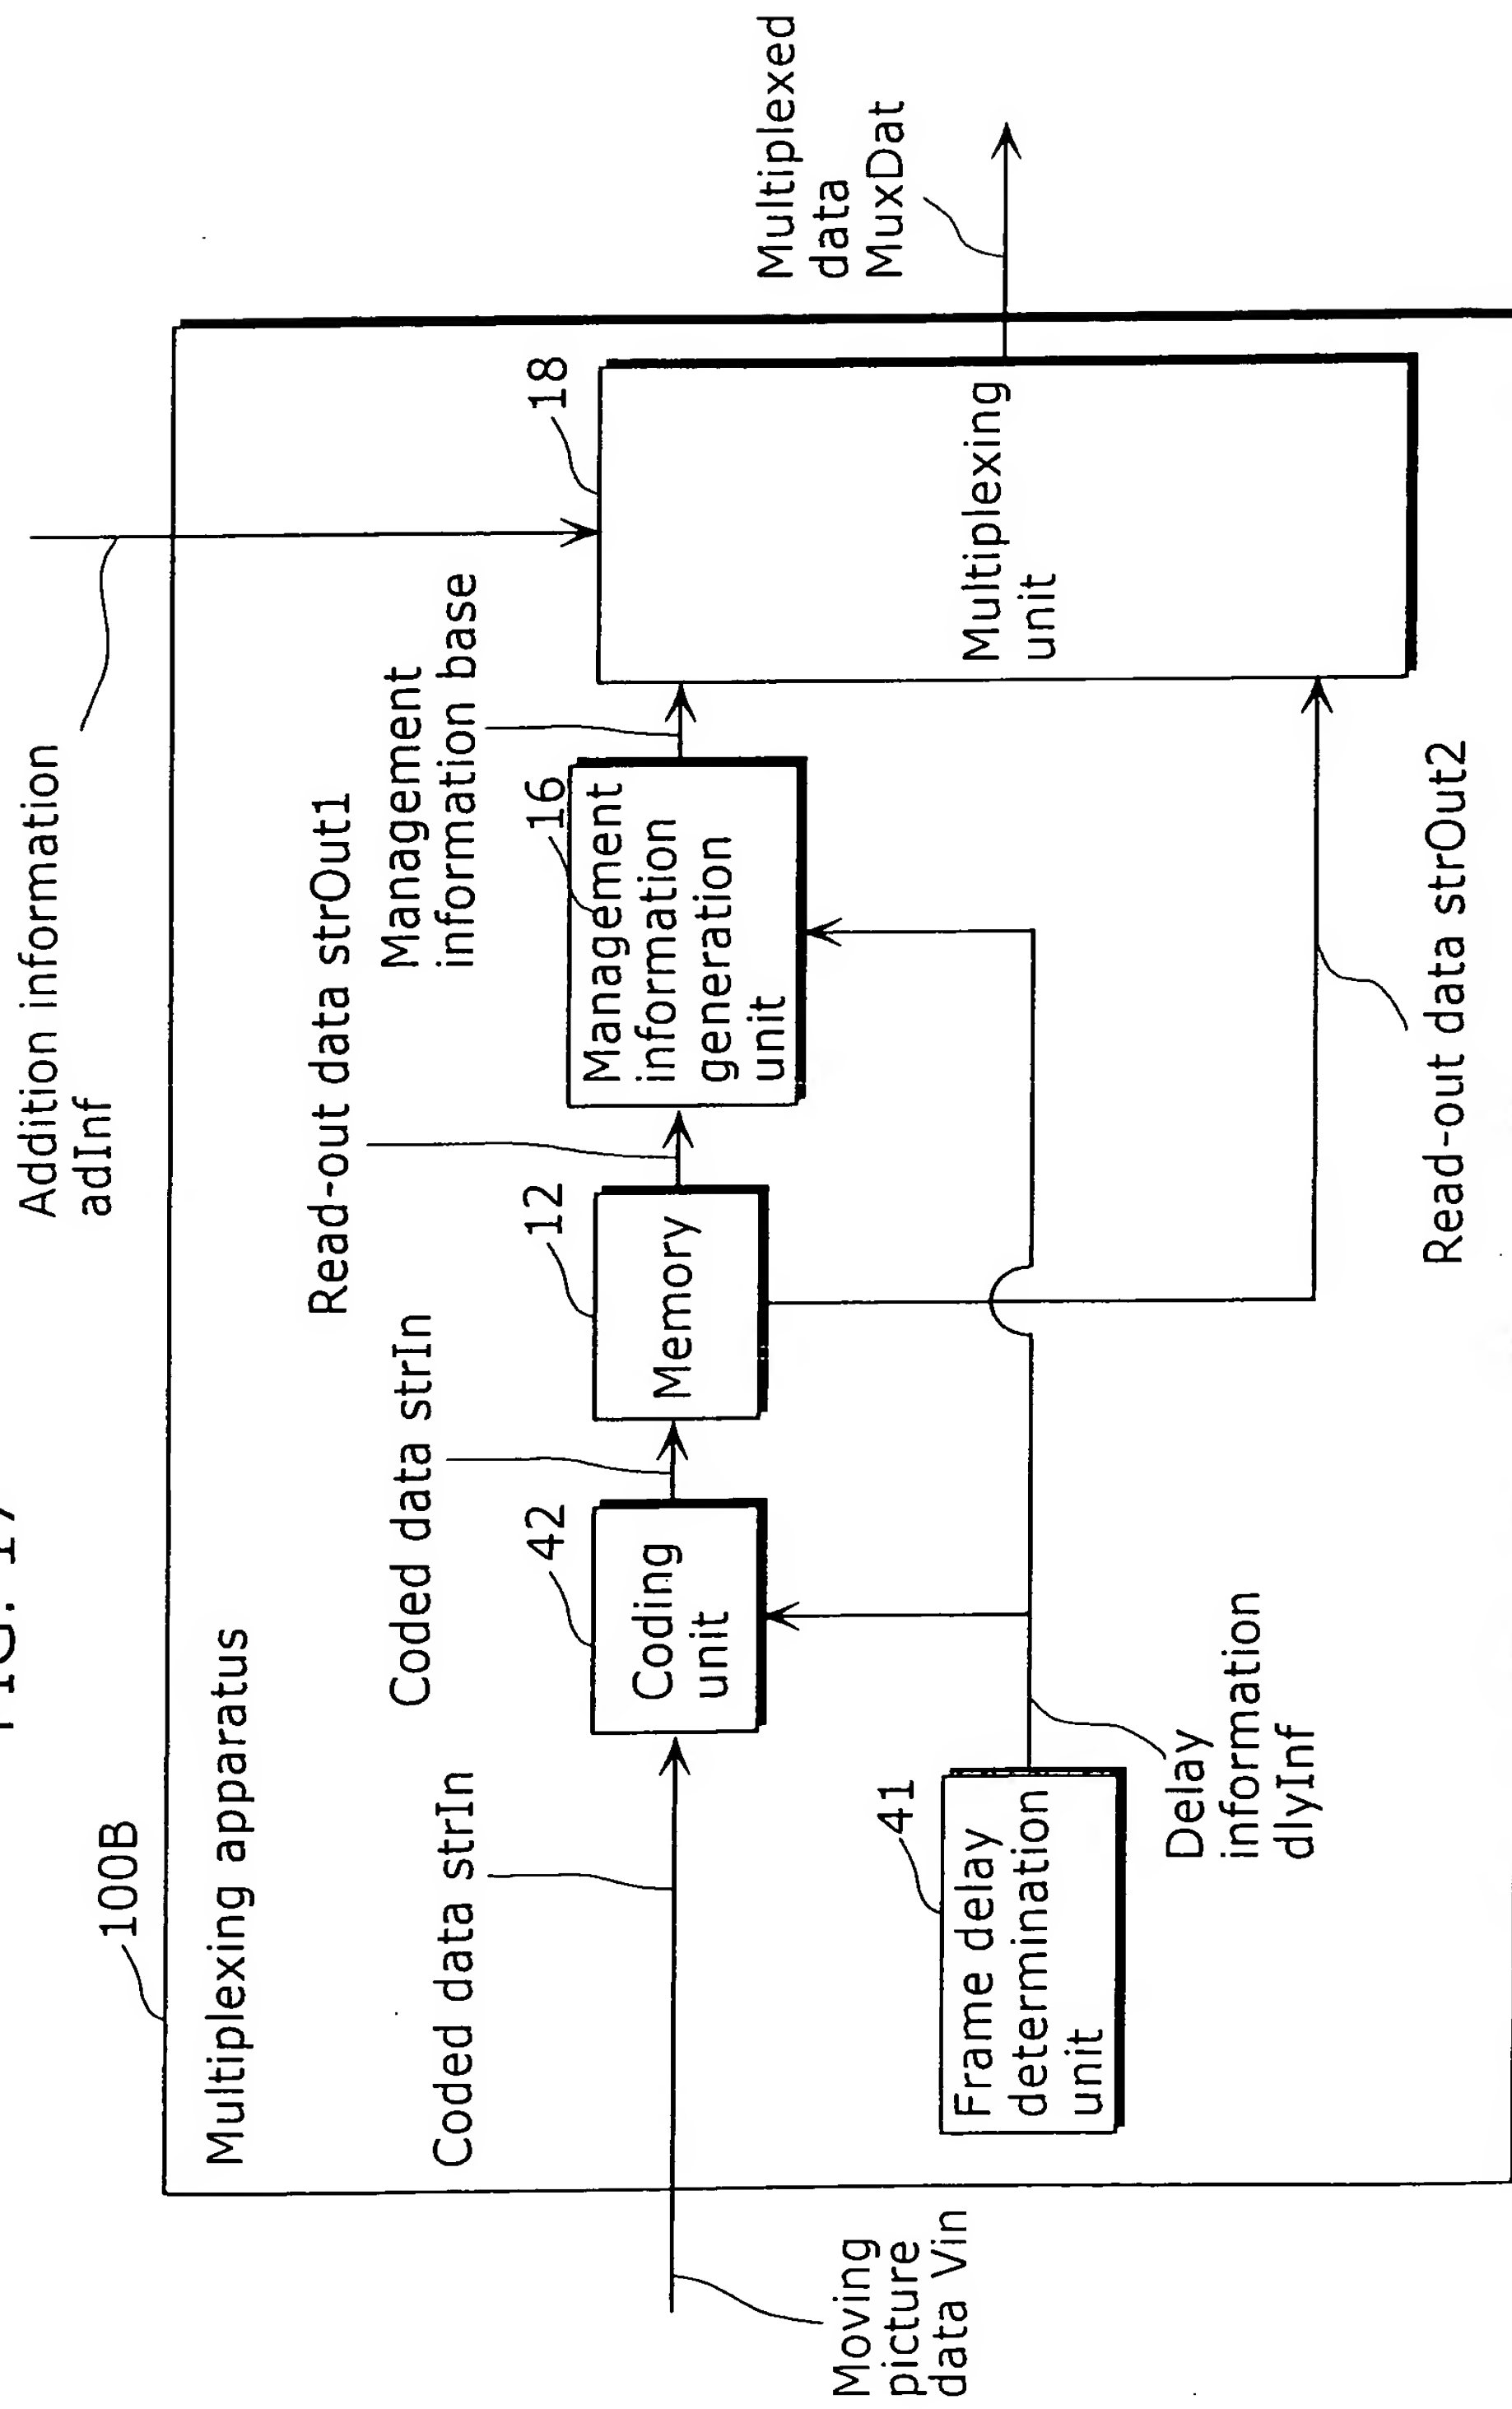 FIG. 17
100B
Multiplexing apparatus
Addition information
adInf
Read-out data strOut1
Management
information base
Coded data strIn
Coded data strIn
42
12
16
18
Coding
unit
Memory
Management
information
generation
unit
Multiplexing
unit
Multiplexed
data
MuxDat
Moving
picture
data Vin
41
Frame delay
determination
unit
Delay
information
dlyInf
Read-out data strOut2